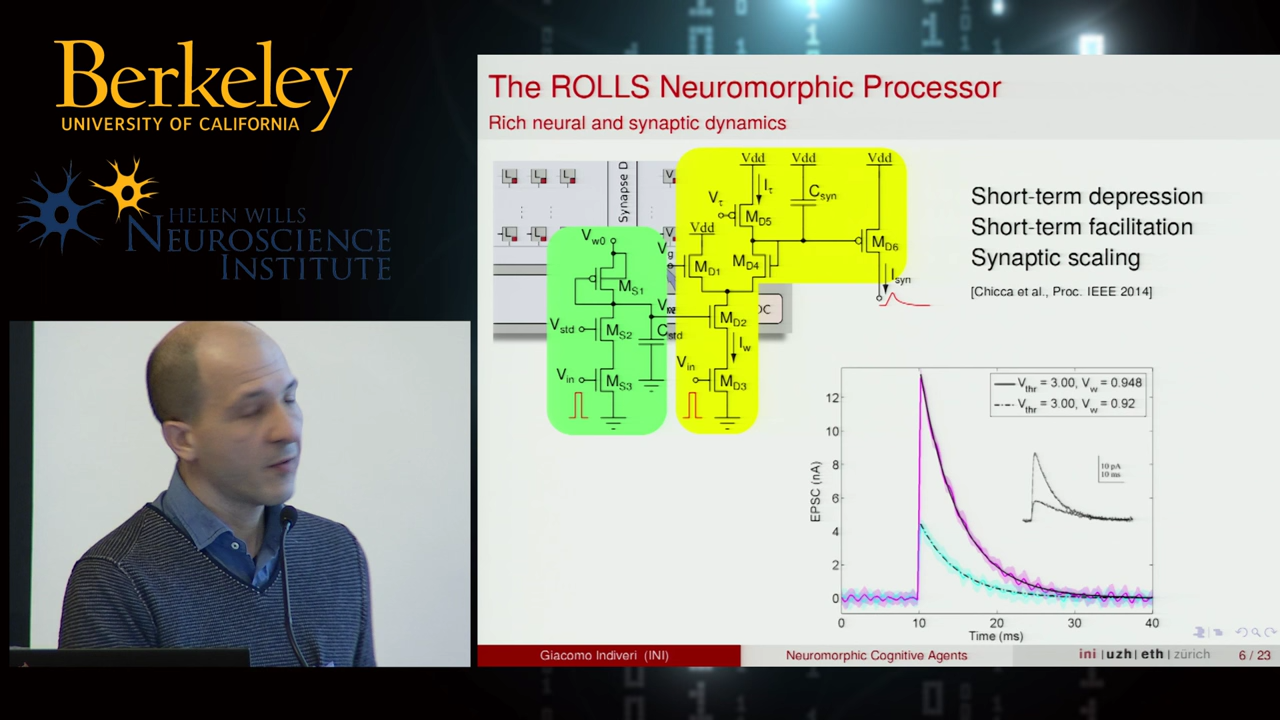 Berkeley
UNIVERSITY OF CALIFORNIA
HELEN WILLS
NEUROSCIENCE
INSTITUTE
The ROLLS Neuromorphic Processor
Rich neural and synaptic dynamics
Synapse D
L L L
L L L
V
V
DC
Vw0
MS1
Vstd MS2 Cstd
Vin MS3
Vdd Vdd Vdd
Vτ Iτ Csyn
MD5
Vdd
MD6
Vg MD1 MD4
Isyn
MD2
Iw
Vin MD3
Short-term depression
Short-term facilitation
Synaptic scaling
[Chicca et al., Proc. IEEE 2014]
Vthr = 3.00, Vw = 0.948
Vthr = 3.00, Vw = 0.92
10 pA
10 ms
EPSC (nA)
12
10
8
6
4
2
0
0 10 20 30 40
Time (ms)
Giacomo Indiveri (INI) Neuromorphic Cognitive Agents ini | uzh | eth | zürich 6 / 23